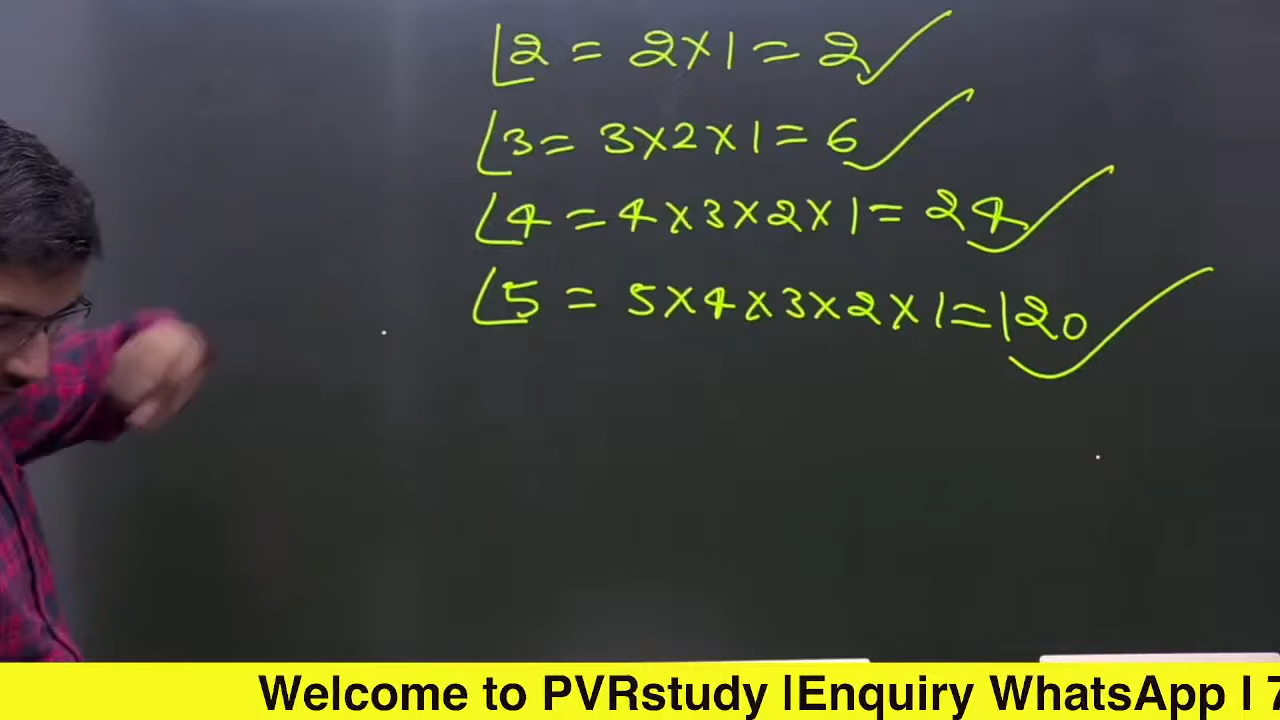 ∟2 = 2×1 = 2 ✓
∟3 = 3×2×1 = 6 ✓
∟4 = 4×3×2×1 = 24 ✓
∟5 = 5×4×3×2×1 = 120 ✓
Welcome to PVRstudy |Enquiry WhatsApp I 7